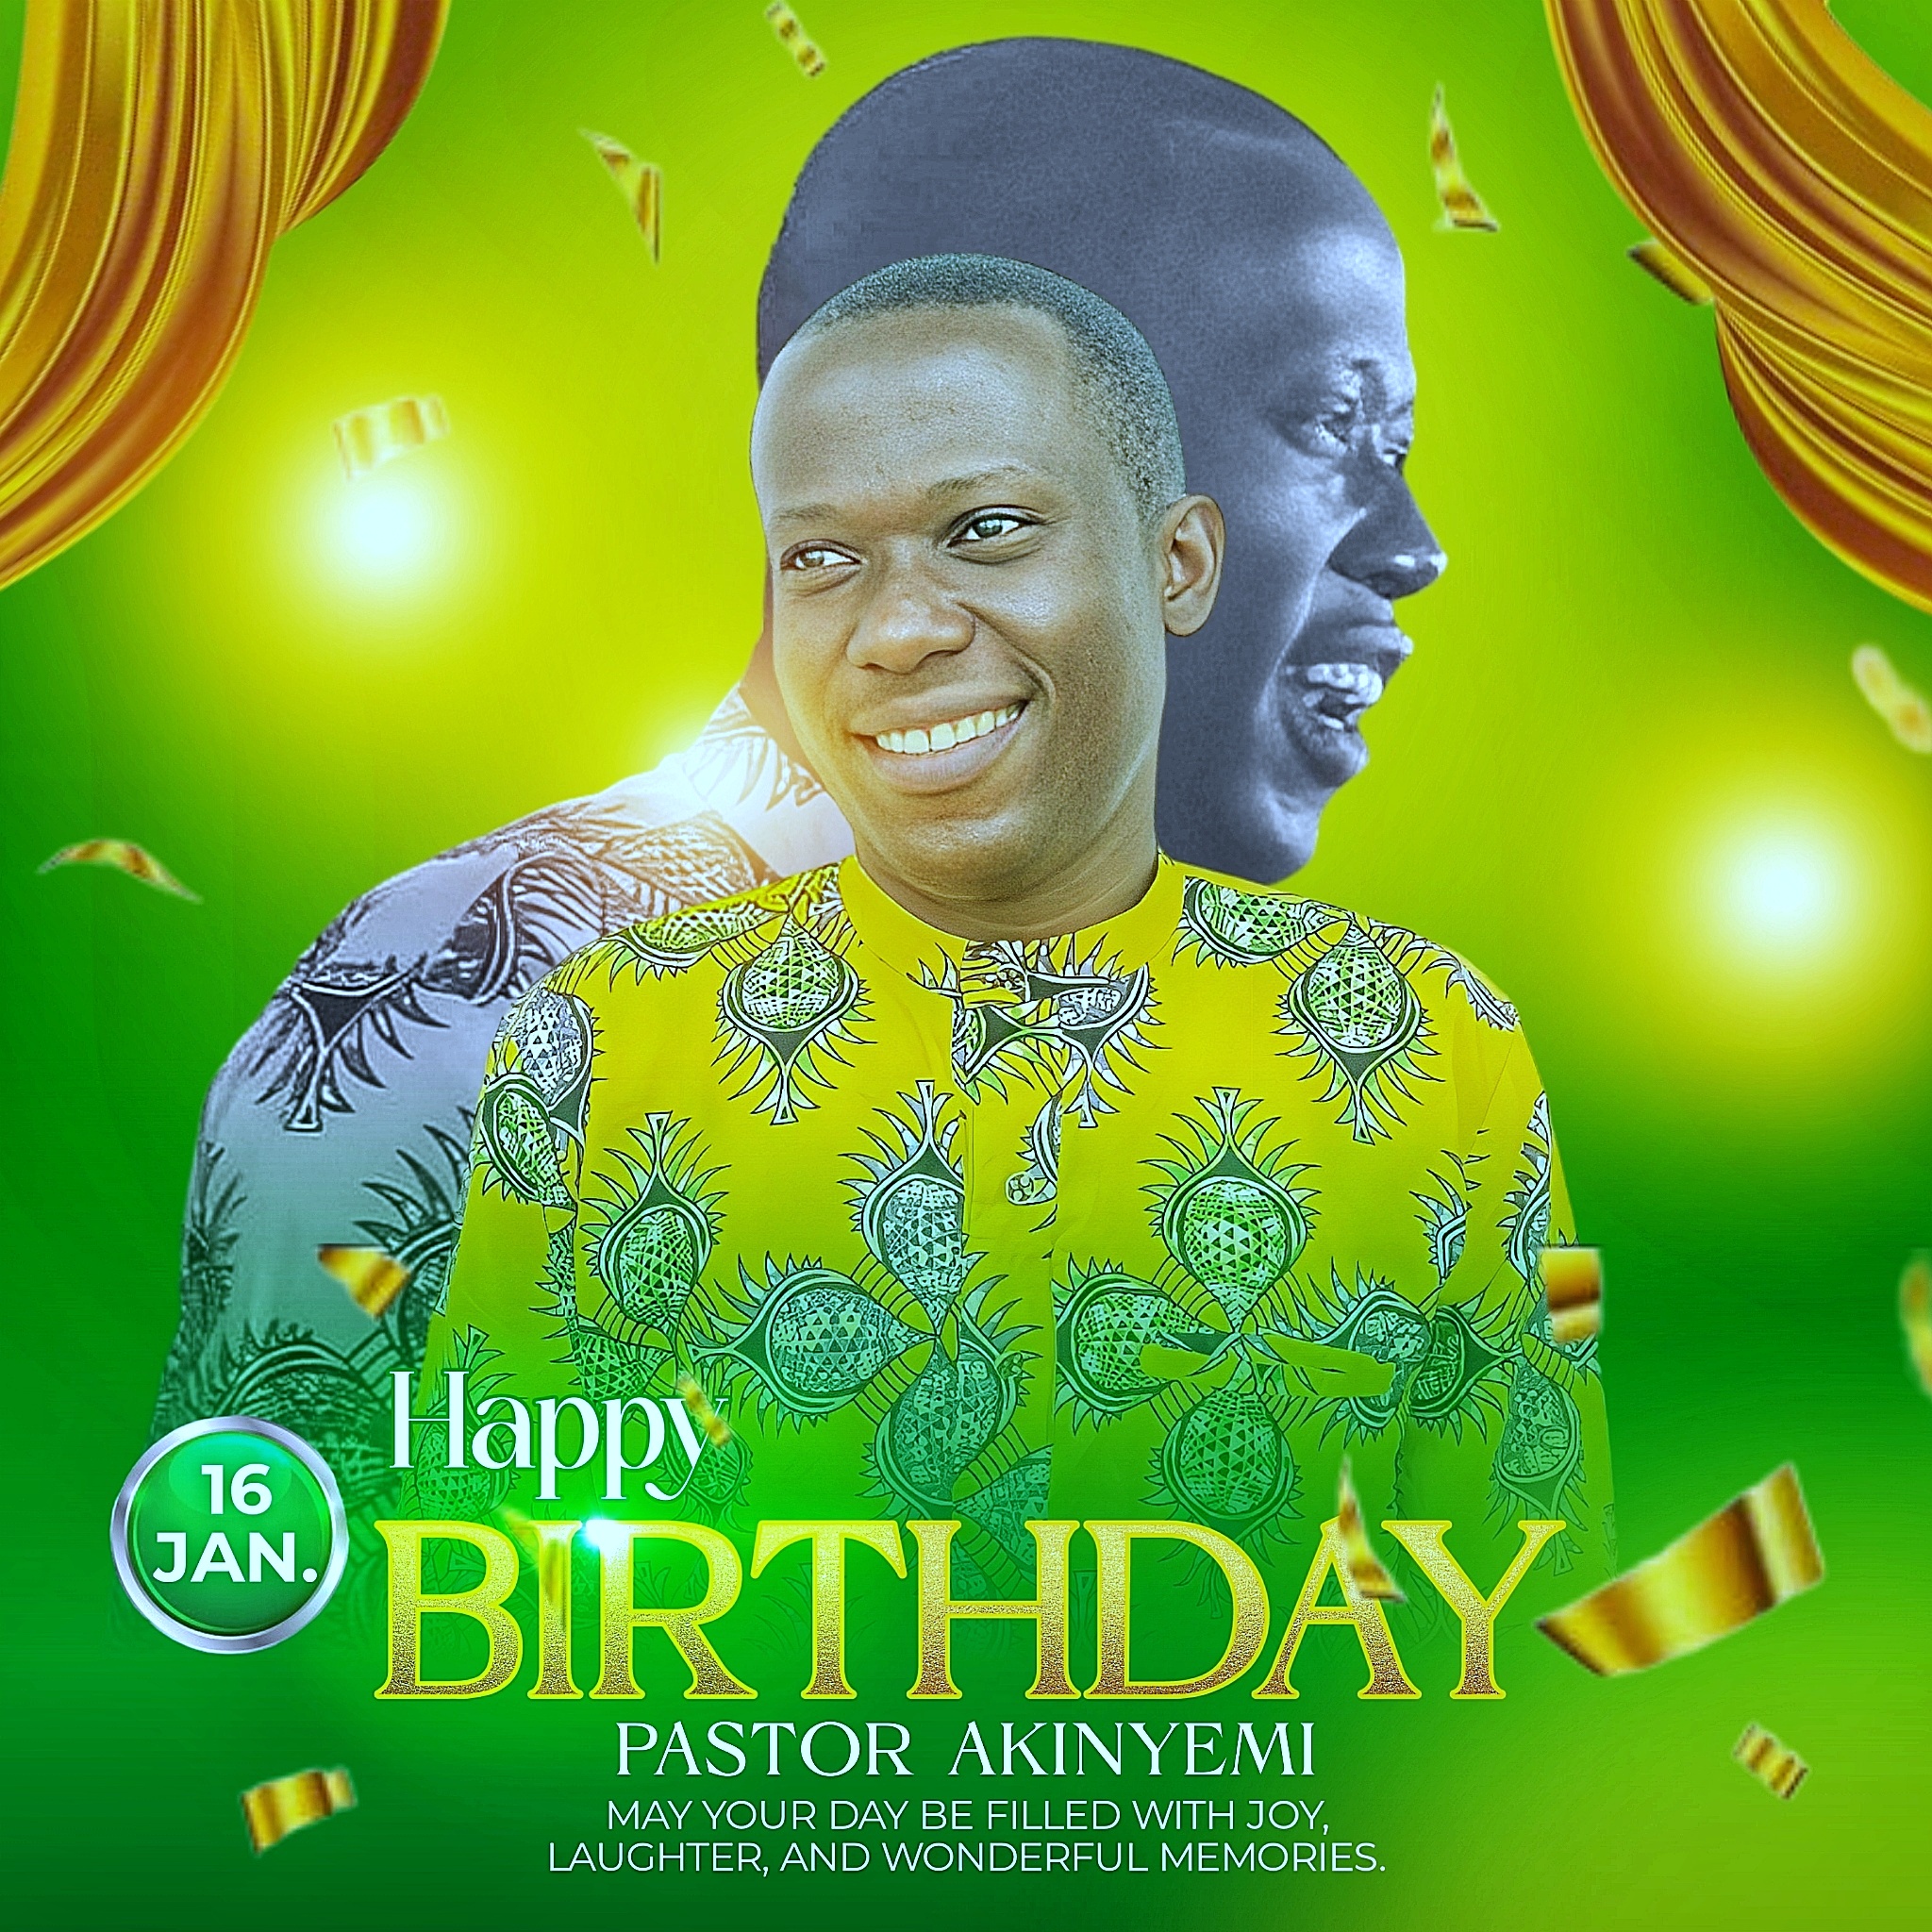 Happy
16
JAN.
BIRTHDAY
PASTOR AKINYEMI
MAY YOUR DAY BE FILLED WITH JOY,
LAUGHTER, AND WONDERFUL MEMORIES.